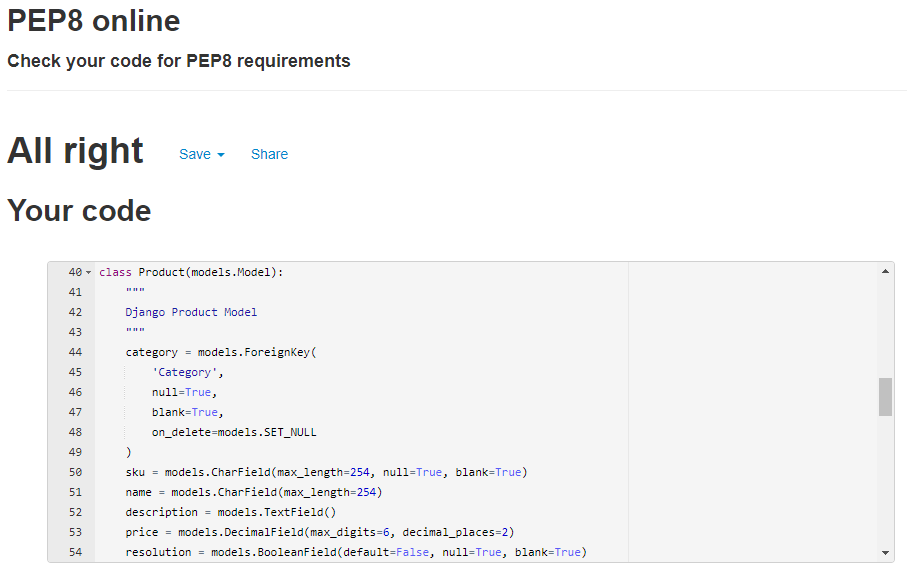 PEP8 online
Check your code for PEP8 requirements
All right Save Share
Your code
40 class Product(models.Model):
41     """
42     Django Product Model
43     """
44     category = models.ForeignKey(
45         'Category',
46         null=True,
47         blank=True,
48         on_delete=models.SET_NULL
49     )
50     sku = models.CharField(max_length=254, null=True, blank=True)
51     name = models.CharField(max_length=254)
52     description = models.TextField()
53     price = models.DecimalField(max_digits=6, decimal_places=2)
54     resolution = models.BooleanField(default=False, null=True, blank=True)